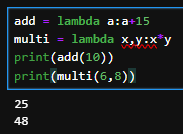 add = lambda a:a+15
multi = lambda x,y:x*y
print(add(10))
print(multi(6,8))
25
48